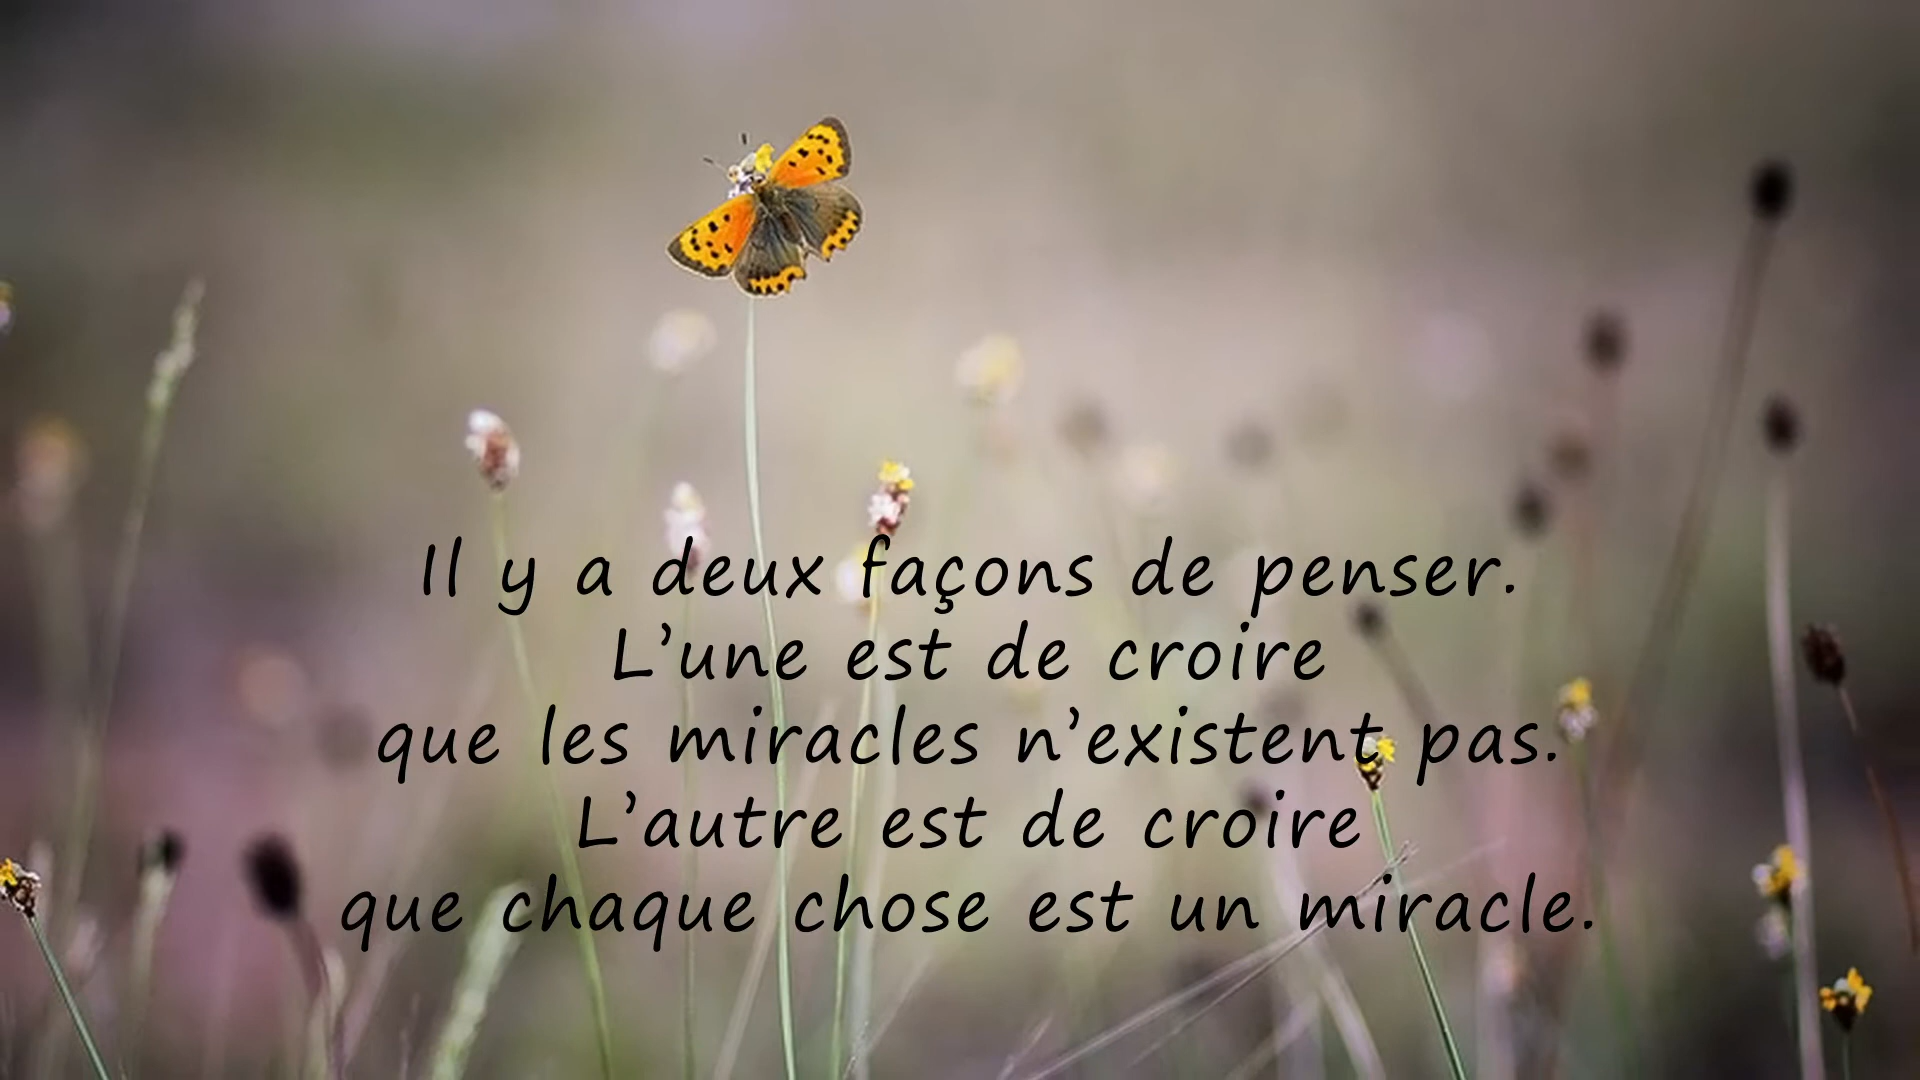 Il y a deux façons de penser.
L’une est de croire
que les miracles n’existent pas.
L’autre est de croire
que chaque chose est un miracle.